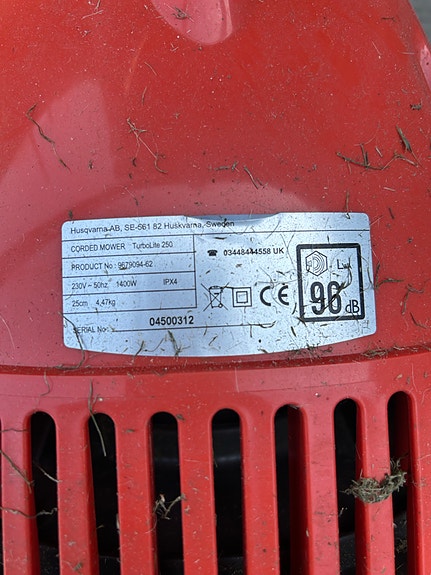 Husqvarna AB, SE-561 82 Huskvarna, Sweden
CORDED MOWER TurboLite 250
☎ 03448444558 UK
PRODUCT No : 9679094-62
230V ~ 50hz 1400W IPX4
25cm 4,47kg
CE
96 dB
SERIAL No 04500312